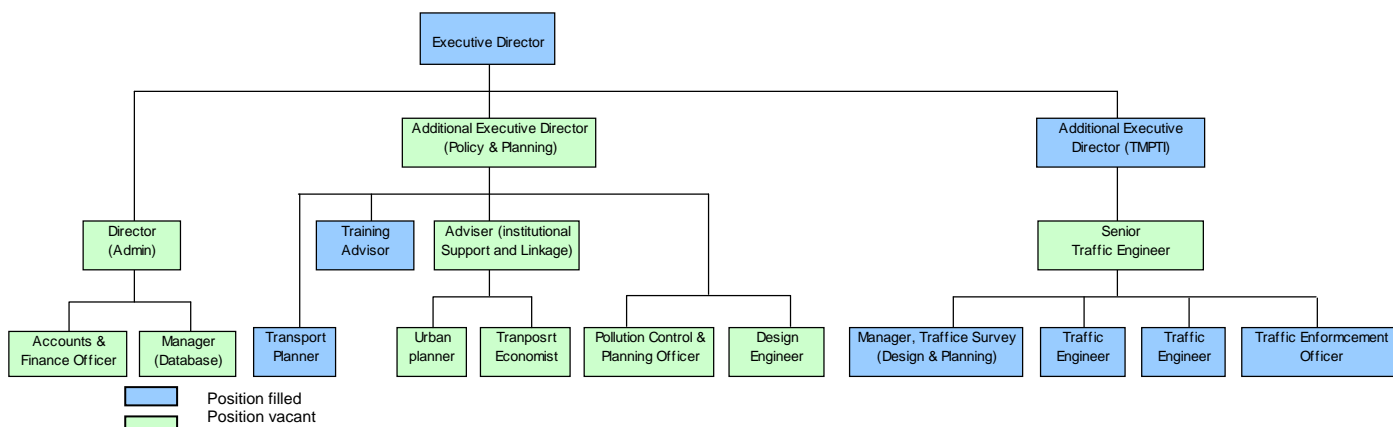 Executive Director
Additional Executive Director
(Policy & Planning)
Additional Executive
Director (TMPTI)
Director
(Admin)
Training
Advisor
Adviser (institutional
Support and Linkage)
Senior
Traffic Engineer
Accounts &
Finance Officer
Manager
(Database)
Transport
Planner
Urban
planner
Tranposrt
Economist
Pollution Control &
Planning Officer
Design
Engineer
Manager, Traffice Survey
(Design & Planning)
Traffic
Engineer
Traffic
Engineer
Traffic Enformcement
Officer
Position filled
Position vacant